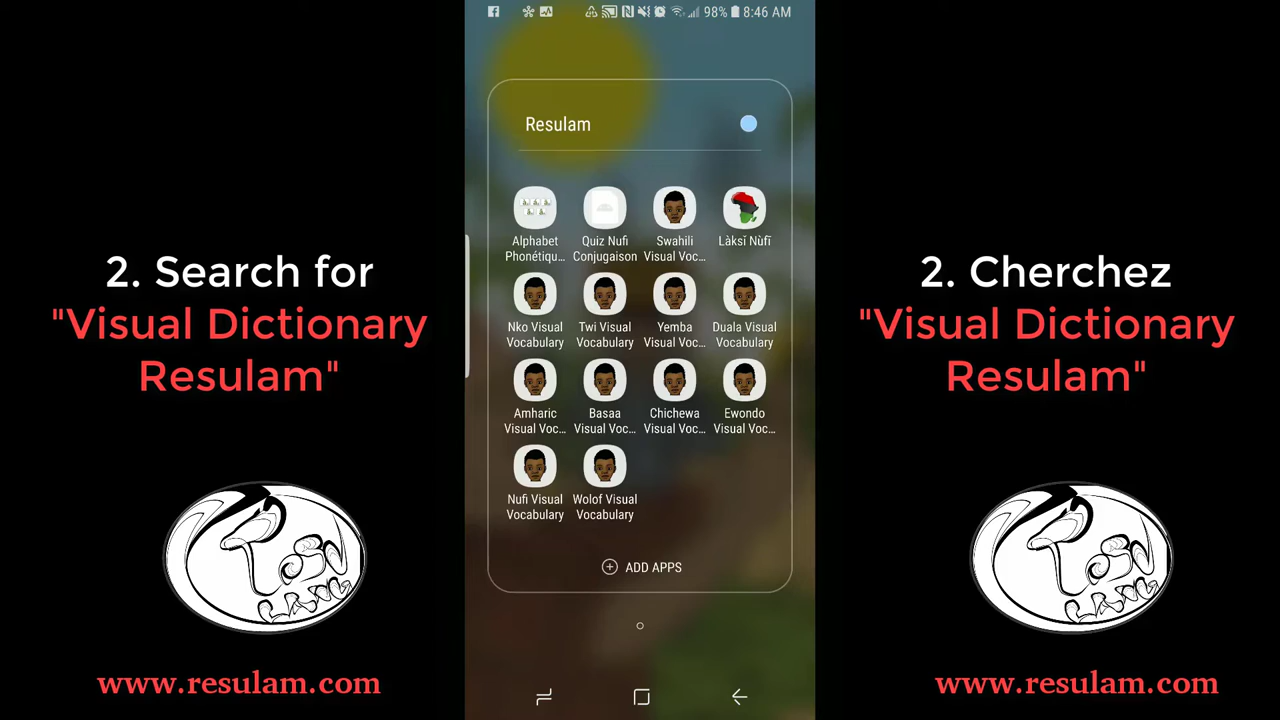 2. Search for
"Visual Dictionary
Resulam"
www.resulam.com
98% 8:46 AM
Resulam
Alphabet
Phonétiqu...
Quiz Nufi
Conjugaison
Swahili
Visual Voc...
Làksǐ Nùfī
Nko Visual
Vocabulary
Twi Visual
Vocabulary
Yemba
Visual Voc...
Duala Visual
Vocabulary
Amharic
Visual Voc...
Basaa
Visual Voc...
Chichewa
Visual Voc...
Ewondo
Visual Voc...
Nufi Visual
Vocabulary
Wolof Visual
Vocabulary
ADD APPS
2. Cherchez
"Visual Dictionary
Resulam"
www.resulam.com